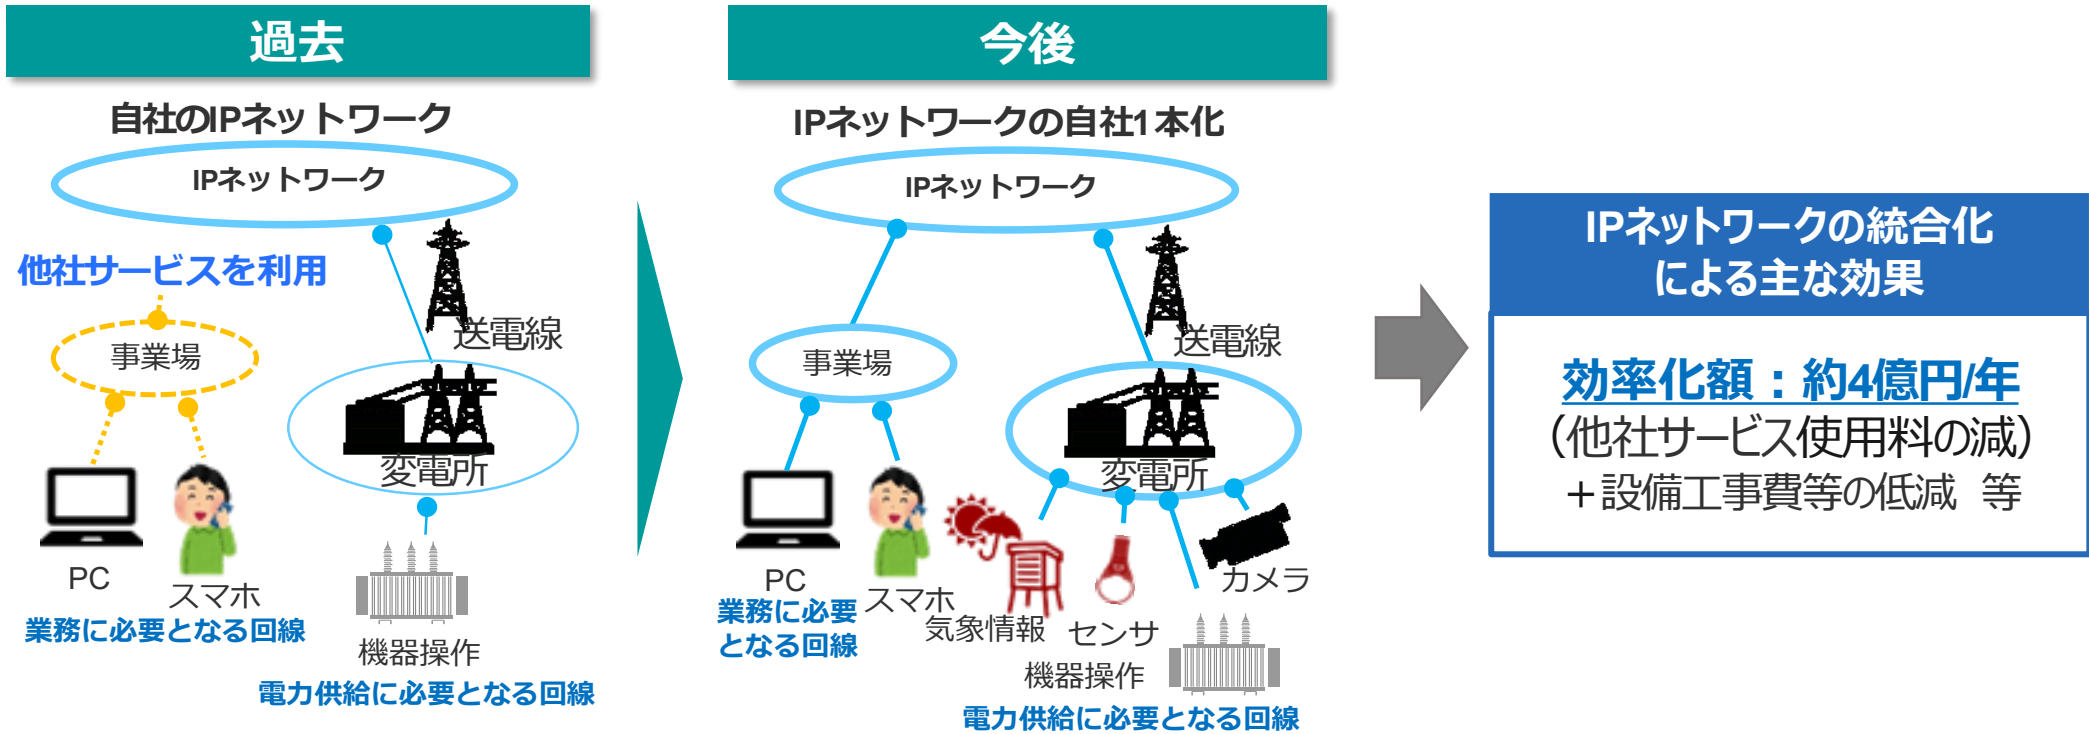 過去
自社のIPネットワーク
IPネットワーク
他社サービスを利用
事業場
送電線
変電所
PC
スマホ
業務に必要となる回線
機器操作
電力供給に必要となる回線
今後
IPネットワークの自社1本化
IPネットワーク
事業場
送電線
変電所
PC
スマホ
業務に必要
となる回線
気象情報
センサ
カメラ
機器操作
電力供給に必要となる回線
IPネットワークの統合化
による主な効果
効率化額：約4億円/年
（他社サービス使用料の減）
＋設備工事費等の低減 等